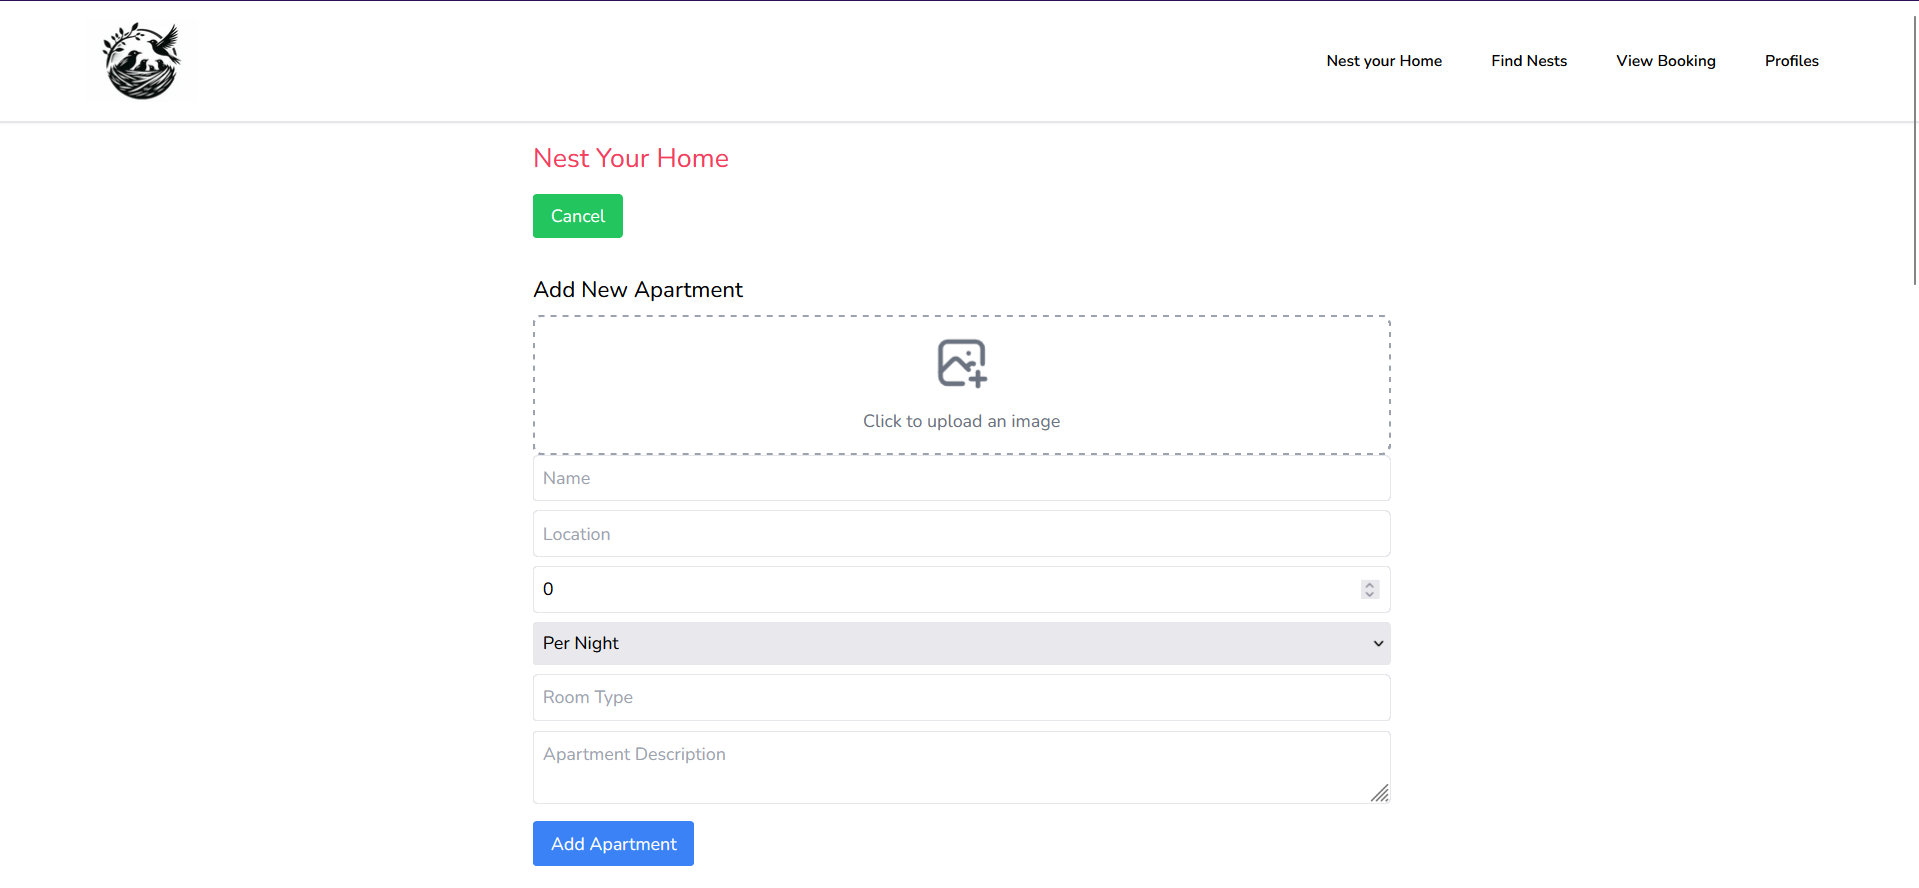 Nest your Home Find Nests View Booking Profiles
Nest Your Home
Cancel
Add New Apartment
Click to upload an image
Name
Location
0
Per Night
Room Type
Apartment Description
Add Apartment